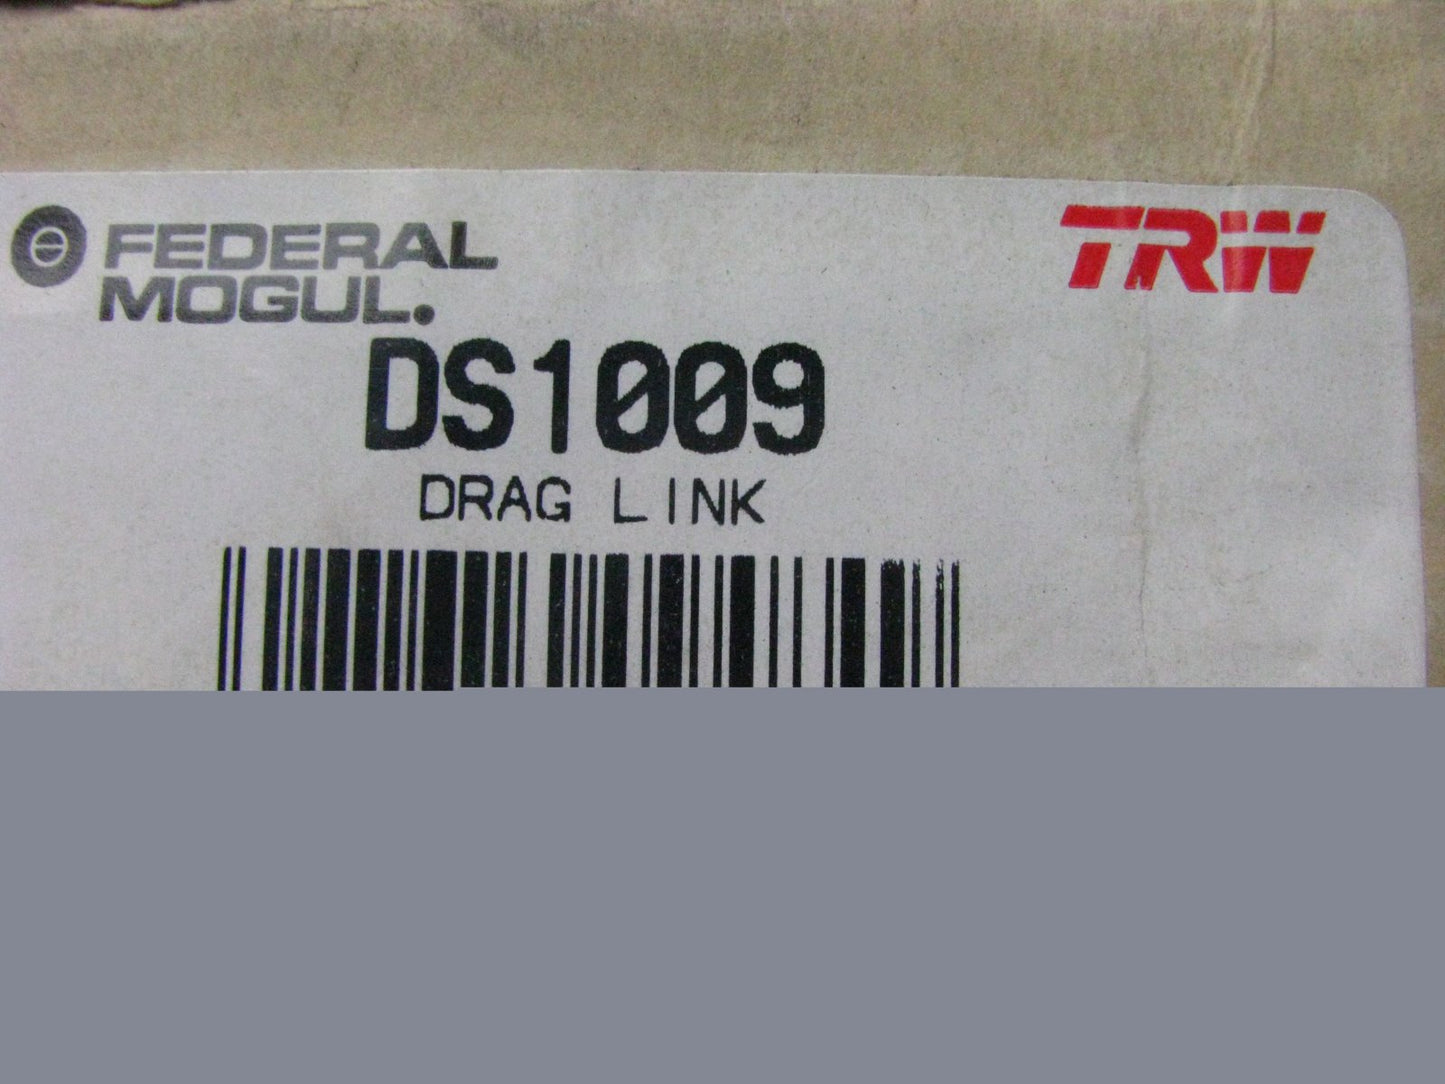 FEDERAL
MOGUL.
TRW
DS1009
DRAG LINK